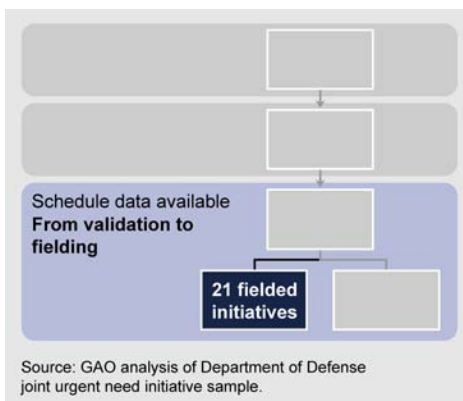 Schedule data available
From validation to
fielding
21 fielded
initiatives
Source: GAO analysis of Department of Defense
joint urgent need initiative sample.